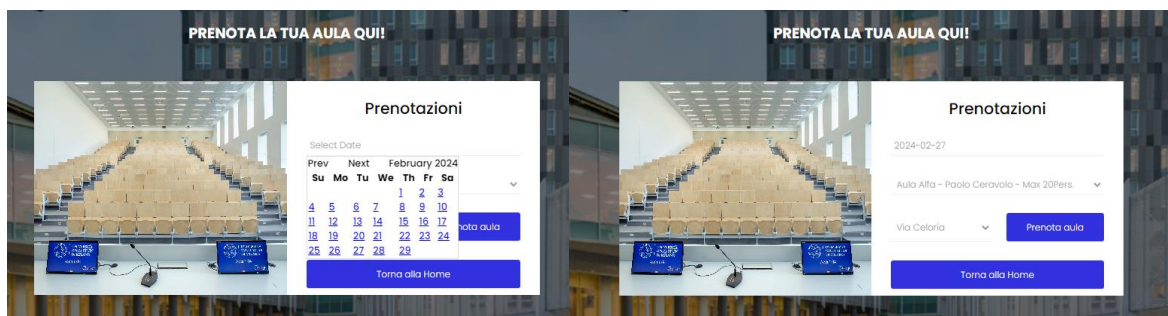 PRENOTA LA TUA AULA QUI!
Prenotazioni
Select Date
Prev Next February 2024
Su Mo Tu We Th Fr Sa
1 2 3
4 5 6 7 8 9 10
11 12 13 14 15 16 17
18 19 20 21 22 23 24
25 26 27 28 29
nota aula
Torna alla Home
PRENOTA LA TUA AULA QUI!
Prenotazioni
2024-02-27
Aula Alfa - Paolo Ceravolo - Max 20Pers.
Via Celoria
Prenota aula
Torna alla Home